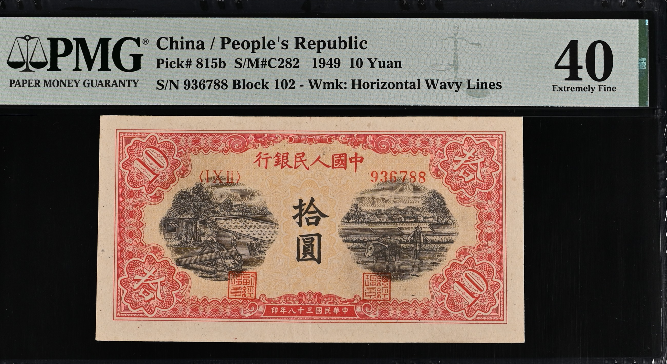 PMG®
PAPER MONEY GUARANTY
China / People's Republic
Pick# 815b S/M#C282 1949 10 Yuan
S/N 936788 Block 102 - Wmk: Horizontal Wavy Lines
40
Extremely Fine
行銀民人國中
10
拾
936788
拾圓
拾
10
印年八十三國民華中